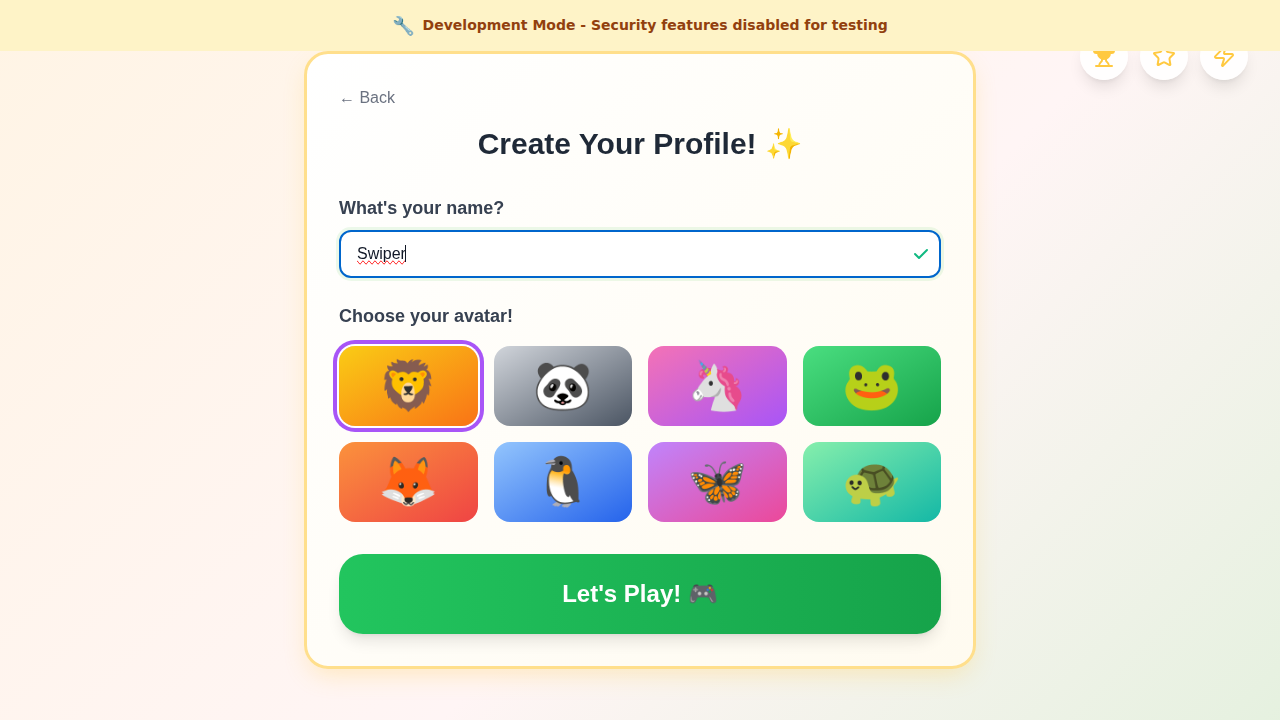 🔧 Development Mode - Security features disabled for testing
← Back
Create Your Profile! ✨
What's your name?
Swiper
Choose your avatar!
Let's Play! 🎮